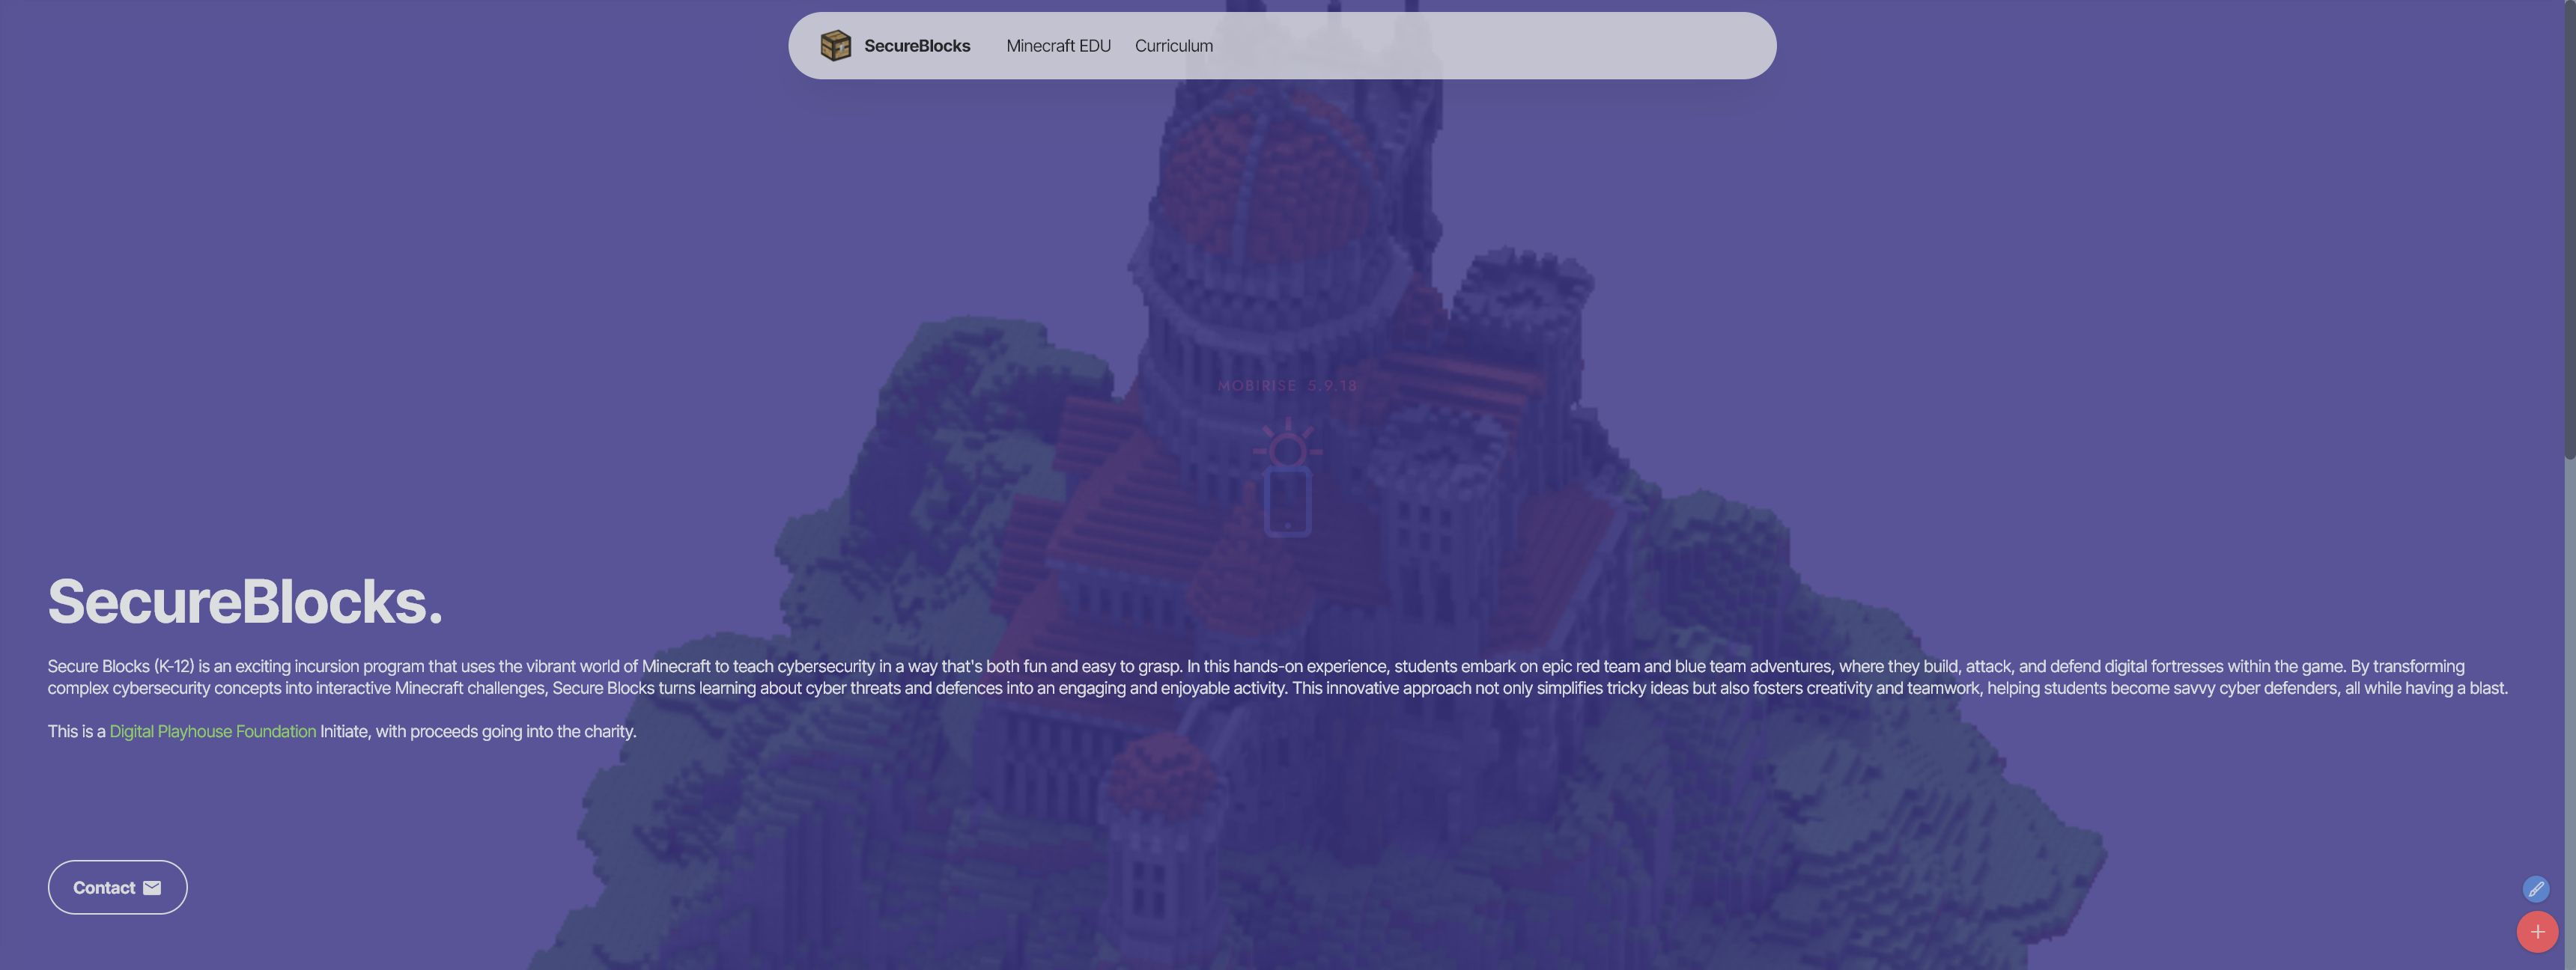 SecureBlocks Minecraft EDU Curriculum
MOBIRISE 5.9.18
SecureBlocks.
Secure Blocks (K-12) is an exciting incursion program that uses the vibrant world of Minecraft to teach cybersecurity in a way that's both fun and easy to grasp. In this hands-on experience, students embark on epic red team and blue team adventures, where they build, attack, and defend digital fortresses within the game. By transforming
complex cybersecurity concepts into interactive Minecraft challenges, Secure Blocks turns learning about cyber threats and defences into an engaging and enjoyable activity. This innovative approach not only simplifies tricky ideas but also fosters creativity and teamwork, helping students become savvy cyber defenders, all while having a blast.
This is a Digital Playhouse Foundation Initiate, with proceeds going into the charity.
Contact